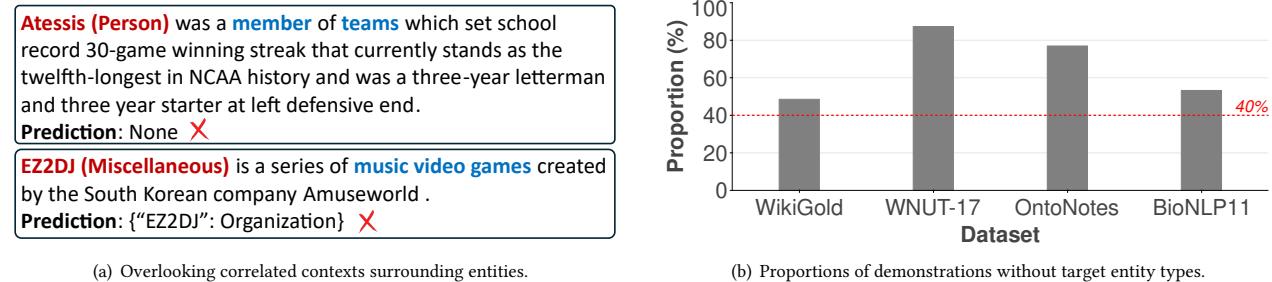 Atessis (Person) was a member of teams which set school
record 30-game winning streak that currently stands as the
twelfth-longest in NCAA history and was a three-year letterman
and three year starter at left defensive end.
Prediction: None
EZ2DJ (Miscellaneous) is a series of music video games created
by the South Korean company Amuseworld .
Prediction: {“EZ2DJ”: Organization}
(a) Overlooking correlated contexts surrounding entities.
Proportion (%)
100
80
60
40
20
0
40%
WikiGold WNUT-17 OntoNotes BioNLP11
Dataset
(b) Proportions of demonstrations without target entity types.